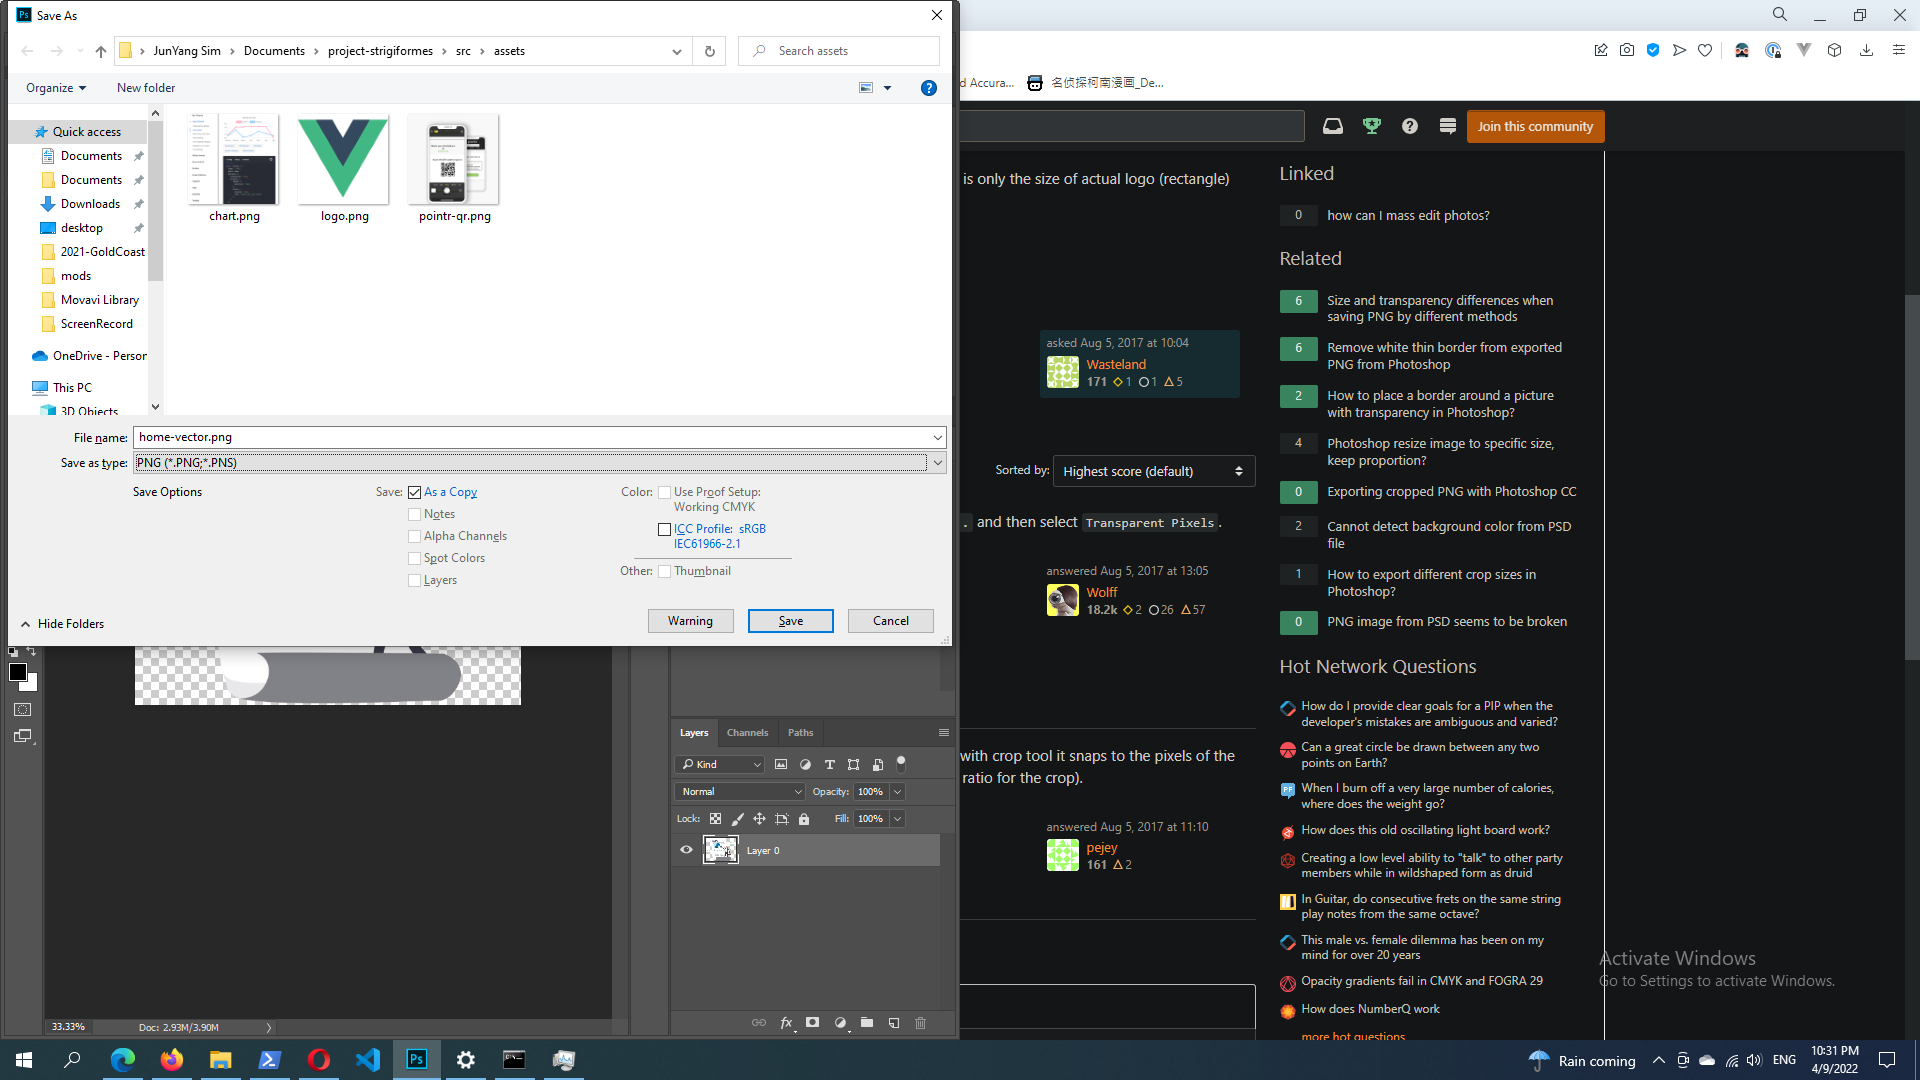 Save As
JunYang Sim
Documents
project-strigiformes
src
assets
Search assets
Organize
New folder
Quick access
Documents
Documents
Downloads
desktop
2021-GoldCoast
mods
Movavi Library
ScreenRecord
OneDrive - Person
This PC
3D Objects
chart.png
logo.png
pointr-qr.png
File name:
home-vector.png
Save as type:
PNG (*.PNG;*.PNS)
Save Options
Save:
As a Copy
Notes
Alpha Channels
Spot Colors
Layers
Color:
Use Proof Setup:
Working CMYK
ICC Profile: sRGB
IEC61966-2.1
Other:
Thumbnail
Hide Folders
Warning
Save
Cancel
Layers
Channels
Paths
Kind
Normal
Opacity: 100%
Lock:
Fill: 100%
Layer 0
33.33%
Doc: 2.93M/3.90M
d Accura...
名侦探柯南漫画_De...
Join this community
is only the size of actual logo (rectangle)
asked Aug 5, 2017 at 10:04
Wasteland
171 1 1 5
Sorted by:
Highest score (default)
. and then select Transparent Pixels.
answered Aug 5, 2017 at 13:05
Wolff
18.2k 2 26 57
with crop tool it snaps to the pixels of the
ratio for the crop).
answered Aug 5, 2017 at 11:10
pejey
161 2
Linked
0 how can I mass edit photos?
Related
6 Size and transparency differences when
saving PNG by different methods
6 Remove white thin border from exported
PNG from Photoshop
2 How to place a border around a picture
with transparency in Photoshop?
4 Photoshop resize image to specific size,
keep proportion?
0 Exporting cropped PNG with Photoshop CC
2 Cannot detect background color from PSD
file
1 How to export different crop sizes in
Photoshop?
0 PNG image from PSD seems to be broken
Hot Network Questions
How do I provide clear goals for a PIP when the
developer's mistakes are ambiguous and varied?
Can a great circle be drawn between any two
points on Earth?
When I burn off a very large number of calories,
where does the weight go?
How does this old oscillating light board work?
Creating a low level ability to "talk" to other party
members while in wildshaped form as druid
In Guitar, do consecutive frets on the same string
play notes from the same octave?
This male vs. female dilemma has been on my
mind for over 20 years
Opacity gradients fail in CMYK and FOGRA 29
How does NumberQ work
more hot questions
Activate Windows
Go to Settings to activate Windows.
Rain coming
ENG
10:31 PM
4/9/2022